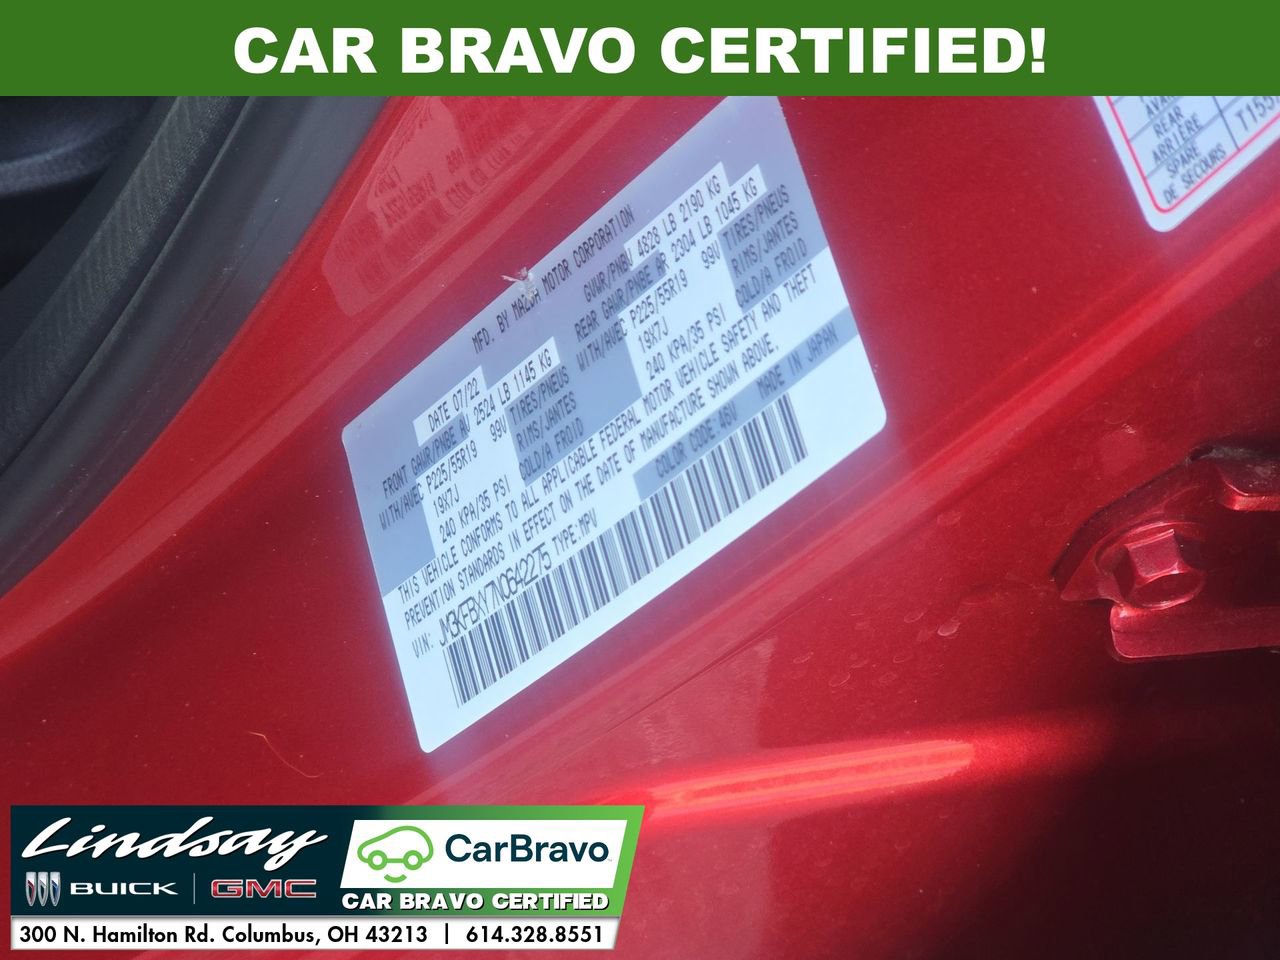 CAR BRAVO CERTIFIED!
AVANT
REAR
ARRIÈRE
SPARE
DE SECOURS
T155
MFD. BY MAZDA MOTOR CORPORATION
DATE 07/22
GVWR/PNBV 4828 LB 2190 KG
FRONT GAWR/PNBE AV 2524 LB 1145 KG
REAR GAWR/PNBE AR 2304 LB 1045 KG
WITH/AVEC P225/55R19 99V TIRES/PNEUS
WITH/AVEC P225/55R19 99V TIRES/PNEUS
19X7J RIMS/JANTES
19X7J RIMS/JANTES
240 KPA/35 PSI COLD/A FROID
240 KPA/35 PSI COLD/A FROID
THIS VEHICLE CONFORMS TO ALL APPLICABLE FEDERAL MOTOR VEHICLE SAFETY AND THEFT
PREVENTION STANDARDS IN EFFECT ON THE DATE OF MANUFACTURE SHOWN ABOVE.
VIN: JM3KFBXY7N0642275 TYPE:MPV
COLOR CODE 46V MADE IN JAPAN
Lindsay
BUICK | GMC
CarBravo
CAR BRAVO CERTIFIED
300 N. Hamilton Rd. Columbus, OH 43213 | 614.328.8551